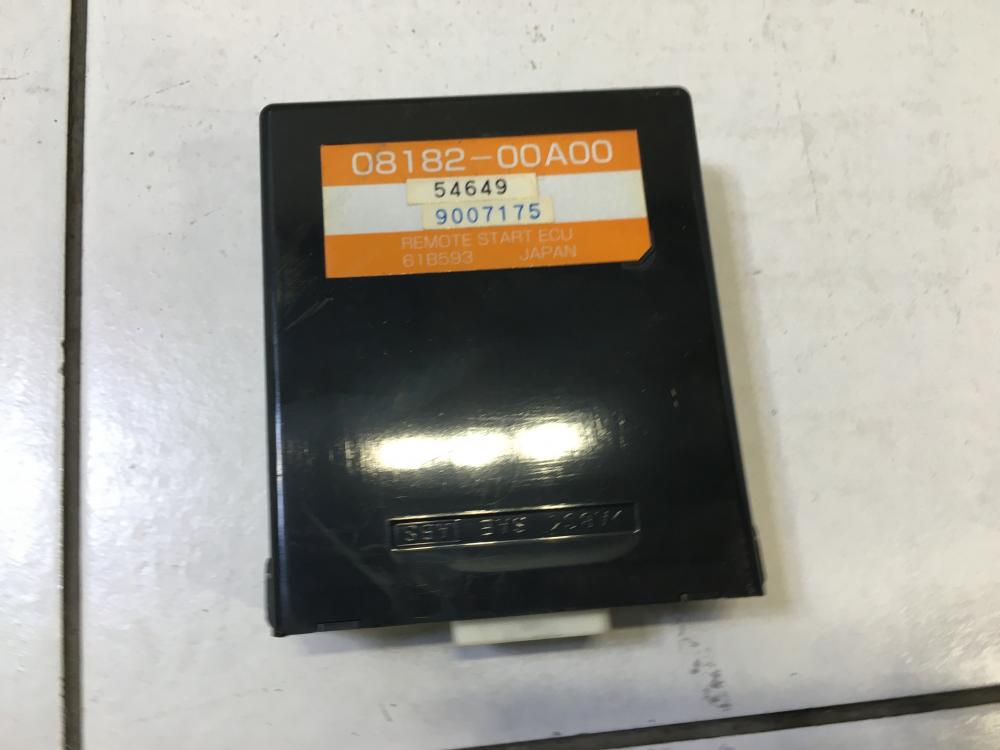 08182-00A00
54649
9007175
REMOTE START ECU
61B593 JAPAN